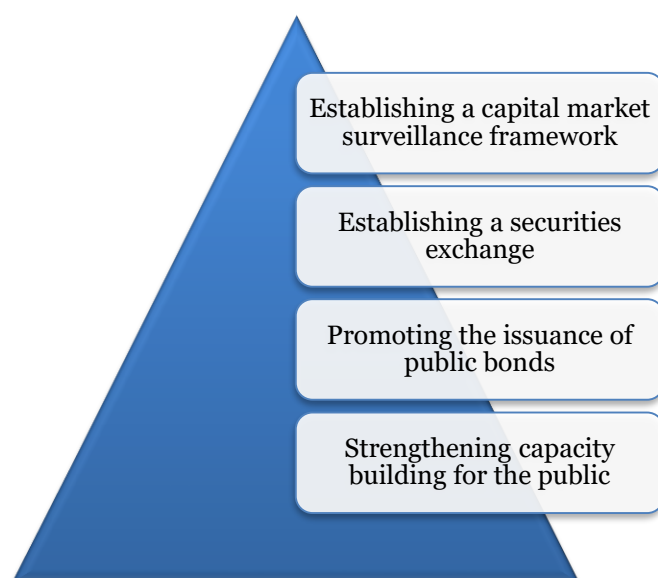 Establishing a capital market
surveillance framework
Establishing a securities
exchange
Promoting the issuance of
public bonds
Strengthening capacity
building for the public